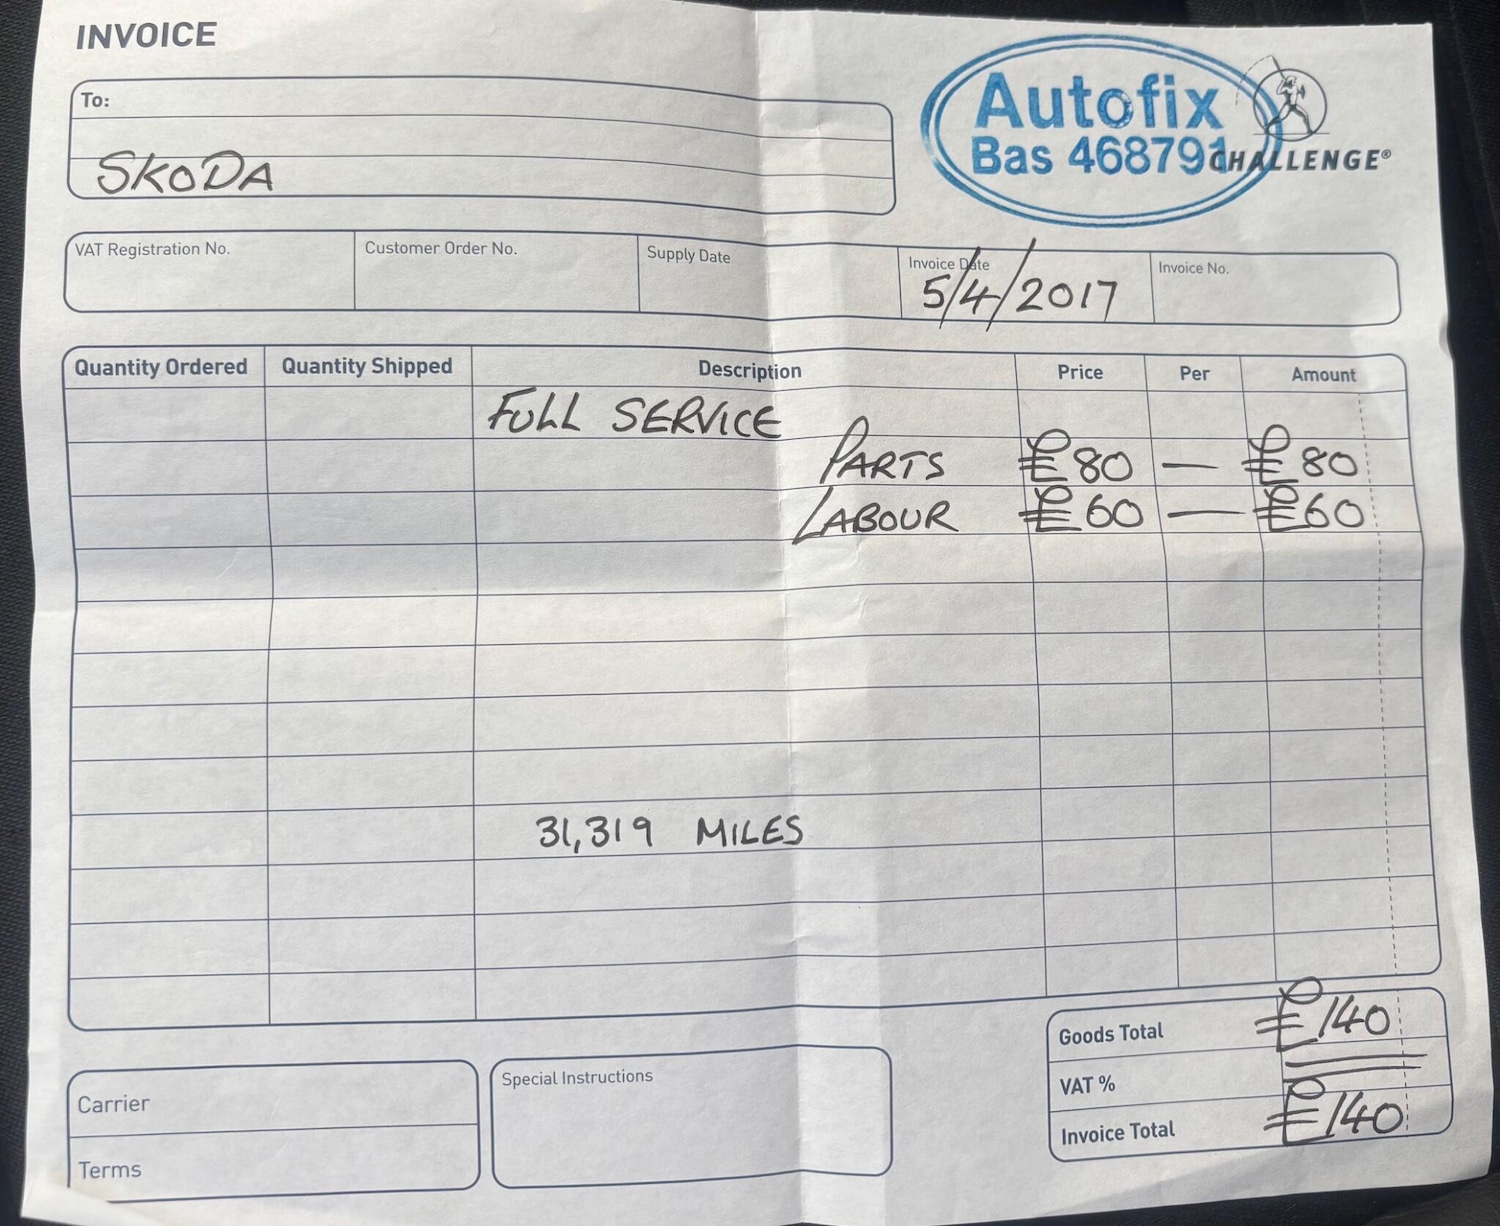 INVOICE
To:
SKODA
Autofix
Bas 468791
CHALLENGE®
VAT Registration No.
Customer Order No.
Supply Date
Invoice Date
5/4/2017
Invoice No.
Quantity Ordered Quantity Shipped Description Price Per Amount
FULL SERVICE
PARTS £80 — £80
LABOUR £60 — £60
31,319 MILES
Goods Total £140
VAT %
Invoice Total £140
Carrier
Terms
Special Instructions